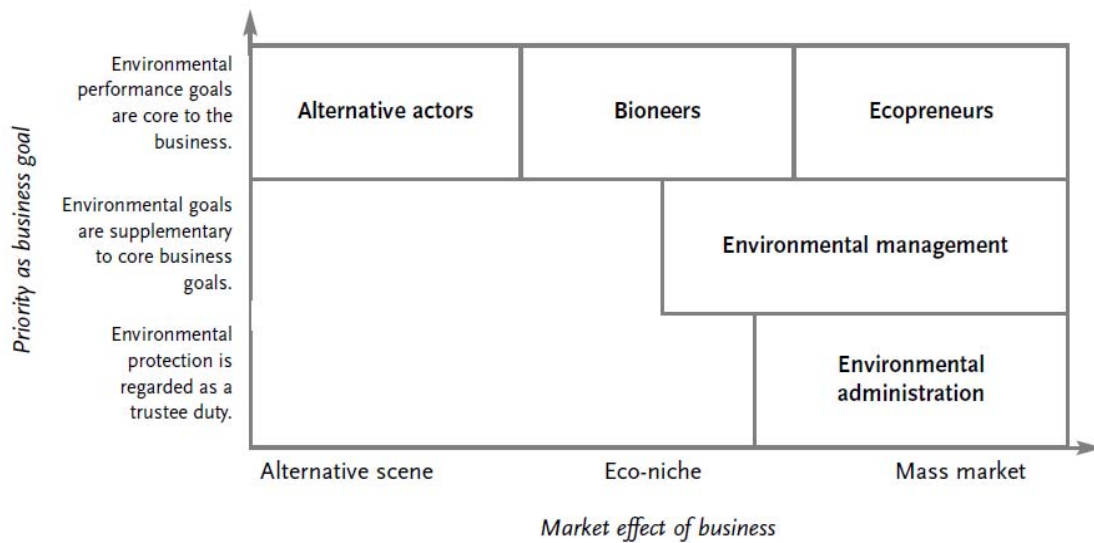 Environmental
performance goals
are core to the
business.
Alternative actors
Bioneers
Ecopreneurs
Priority as business goal
Environmental goals
are supplementary
to core business
goals.
Environmental management
Environmental
protection is
regarded as a
trustee duty.
Environmental
administration
Alternative scene
Eco-niche
Mass market
Market effect of business